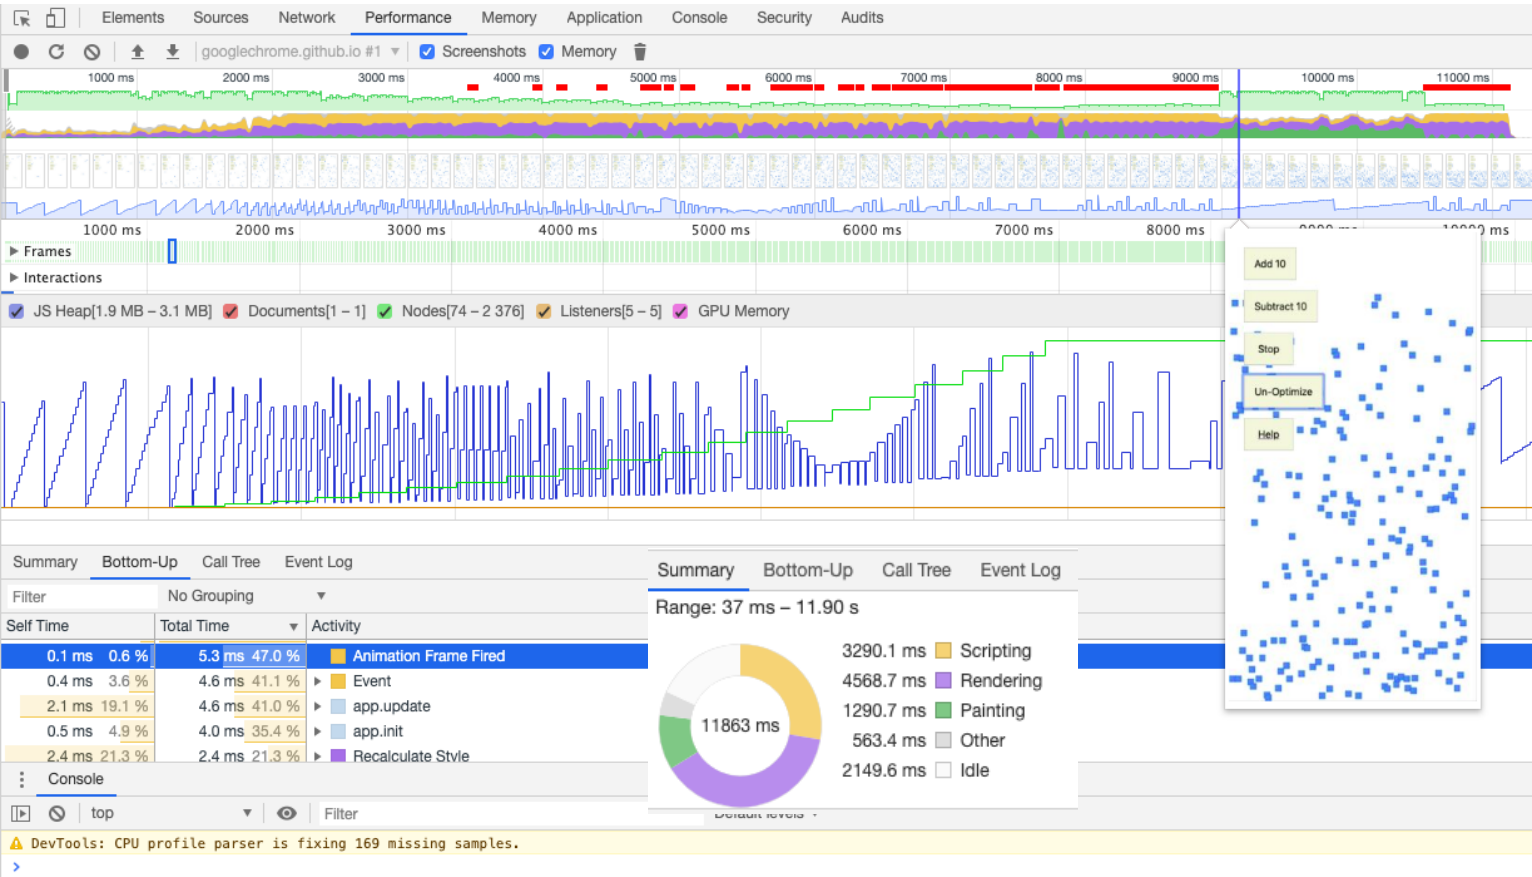 Elements Sources Network Performance Memory Application Console Security Audits
googlechrome.github.io #1 Screenshots Memory
1000 ms 2000 ms 3000 ms 4000 ms 5000 ms 6000 ms 7000 ms 8000 ms 9000 ms 10000 ms 11000 ms
1000 ms 2000 ms 3000 ms 4000 ms 5000 ms 6000 ms 7000 ms 8000 ms 9000 ms 10000 ms
Frames
Interactions
JS Heap[1.9 MB – 3.1 MB] Documents[1 – 1] Nodes[74 – 2 376] Listeners[5 – 5] GPU Memory
Add 10
Subtract 10
Stop
Un-Optimize
Help
Summary Bottom-Up Call Tree Event Log
Filter No Grouping
Self Time Total Time Activity
0.1 ms 0.6 % 5.3 ms 47.0 % Animation Frame Fired
0.4 ms 3.6 % 4.6 ms 41.1 % Event
2.1 ms 19.1 % 4.6 ms 41.0 % app.update
0.5 ms 4.9 % 4.0 ms 35.4 % app.init
2.4 ms 21.3 % 2.4 ms 21.3 % Recalculate Style
Summary Bottom-Up Call Tree Event Log
Range: 37 ms – 11.90 s
11863 ms
3290.1 ms Scripting
4568.7 ms Rendering
1290.7 ms Painting
563.4 ms Other
2149.6 ms Idle
Console
top Filter Default levels
DevTools: CPU profile parser is fixing 169 missing samples.